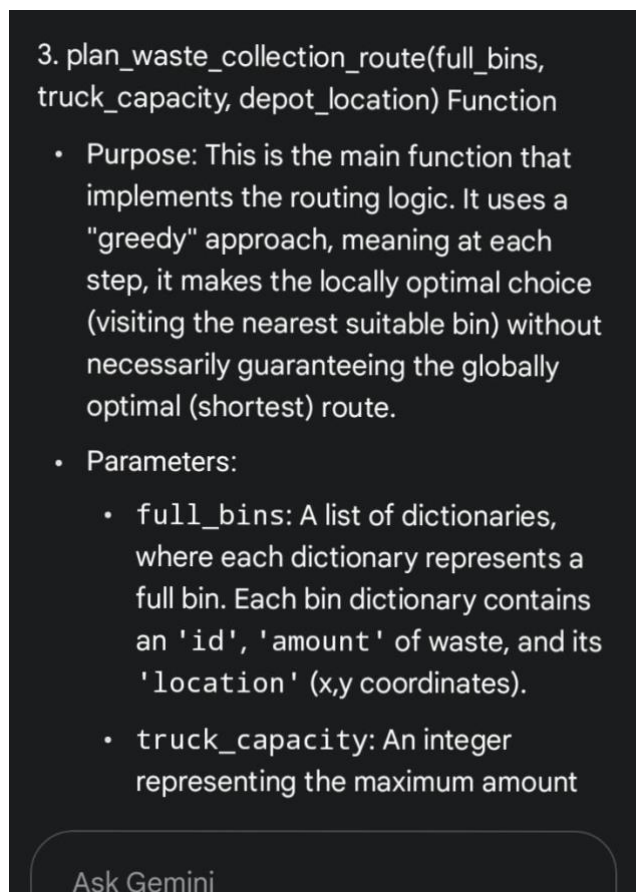 3. plan_waste_collection_route(full_bins,
truck_capacity, depot_location) Function
• Purpose: This is the main function that
implements the routing logic. It uses a
"greedy" approach, meaning at each
step, it makes the locally optimal choice
(visiting the nearest suitable bin) without
necessarily guaranteeing the globally
optimal (shortest) route.
• Parameters:
• full_bins: A list of dictionaries,
where each dictionary represents a
full bin. Each bin dictionary contains
an 'id', 'amount' of waste, and its
'location' (x,y coordinates).
• truck_capacity: An integer
representing the maximum amount
Ask Gemini